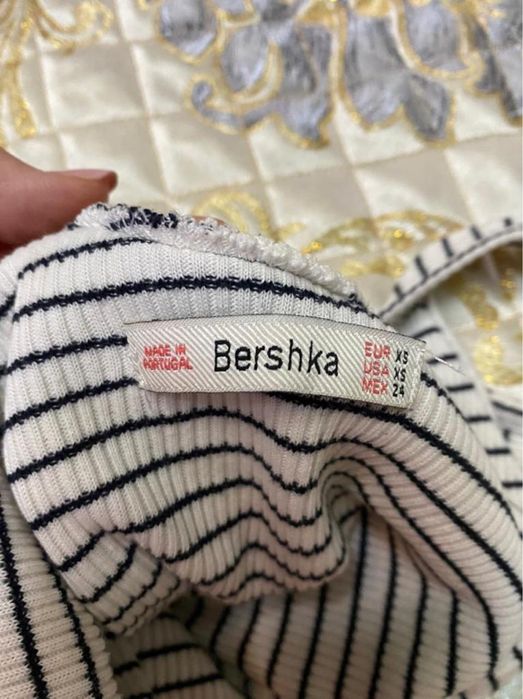 MADE IN
PORTUGAL
Bershka
EUR XS
USA XS
MEX 24